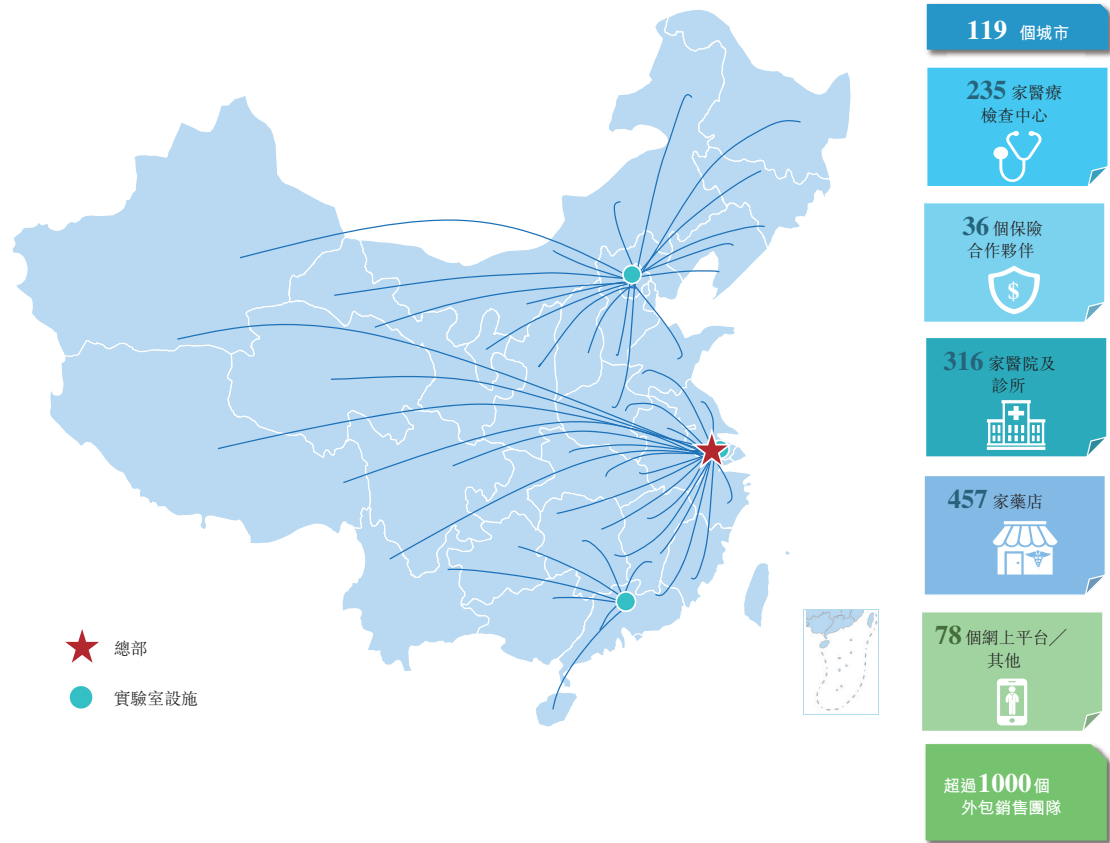 119 個城市
235 家醫療
檢查中心
36 個保險
合作夥伴
$
316 家醫院及
診所
457 家藥店
78 個網上平台／
其他
超過1000個
外包銷售團隊
總部
實驗室設施